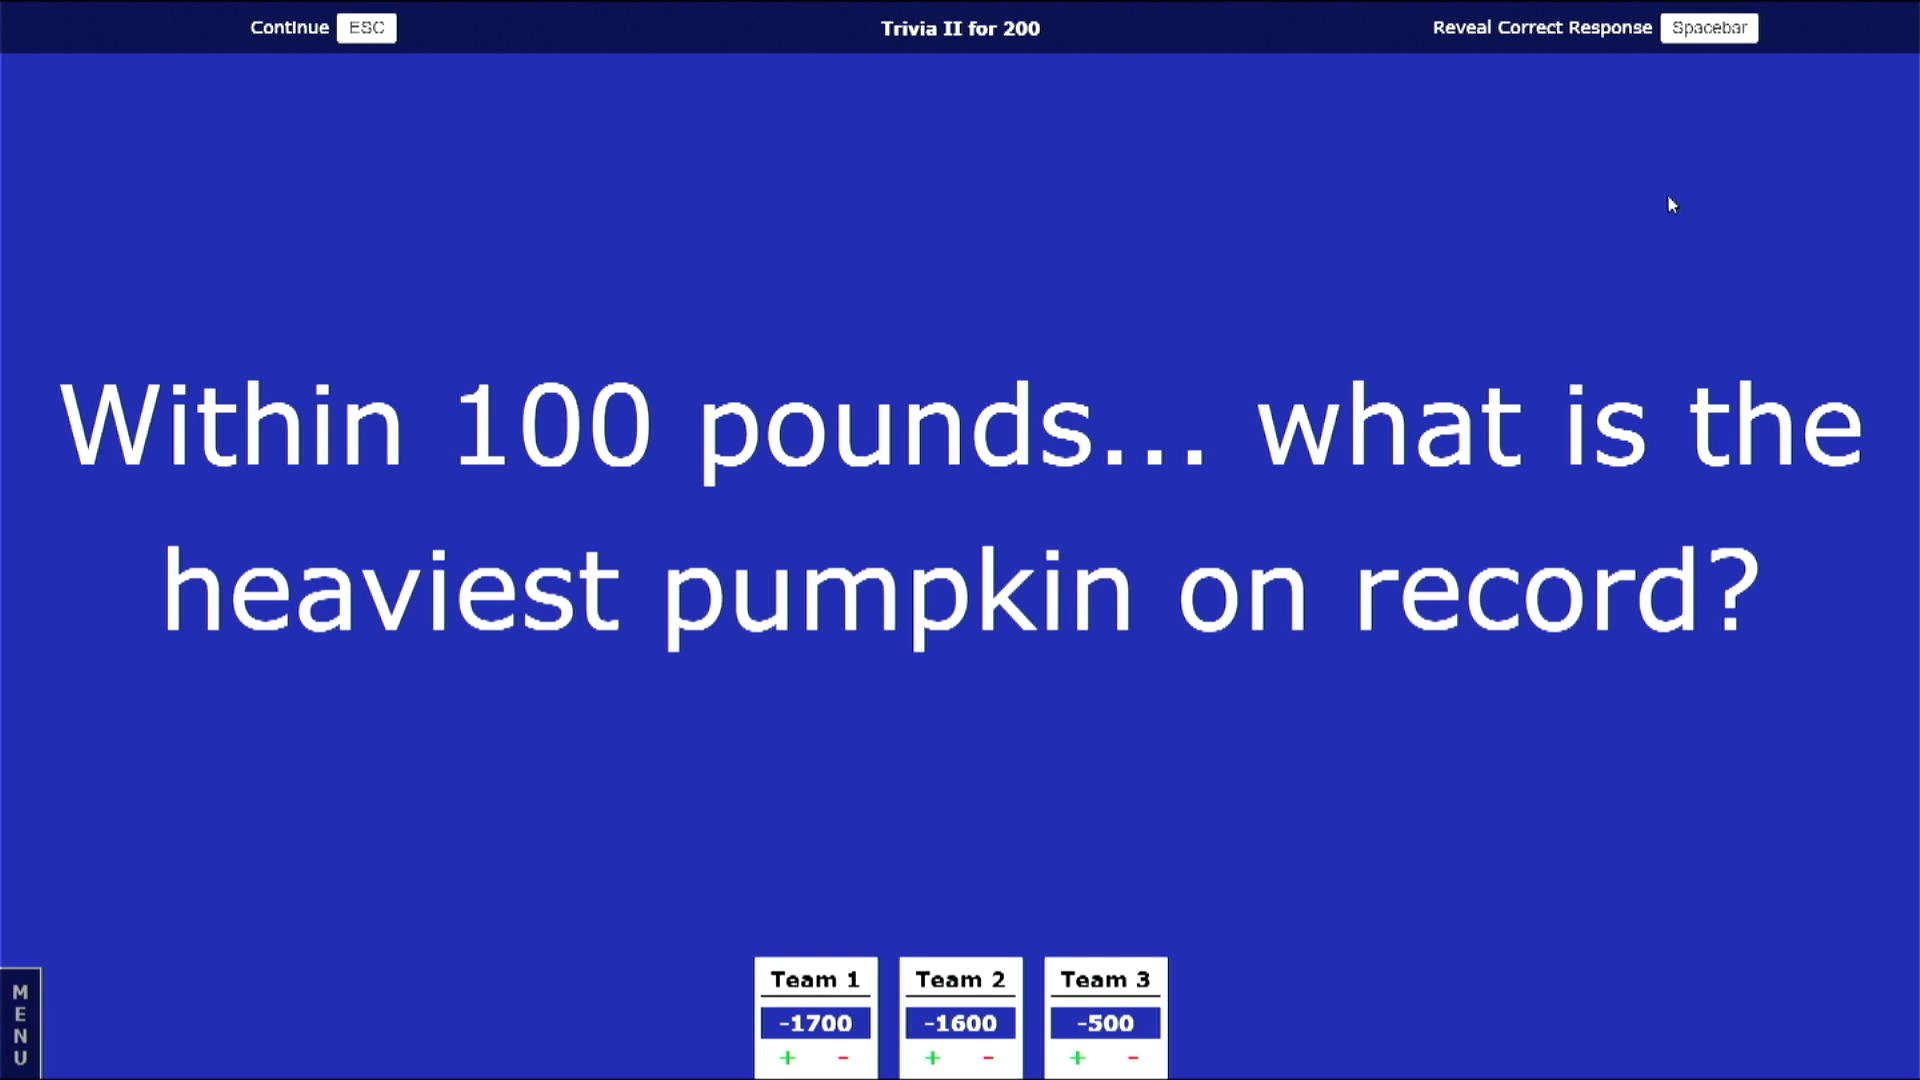 Continue ESC Trivia II for 200 Reveal Correct Response Spacebar
Within 100 pounds... what is the
heaviest pumpkin on record?
MENU
Team 1 Team 2 Team 3
-1700 -1600 -500
+ - + - + -